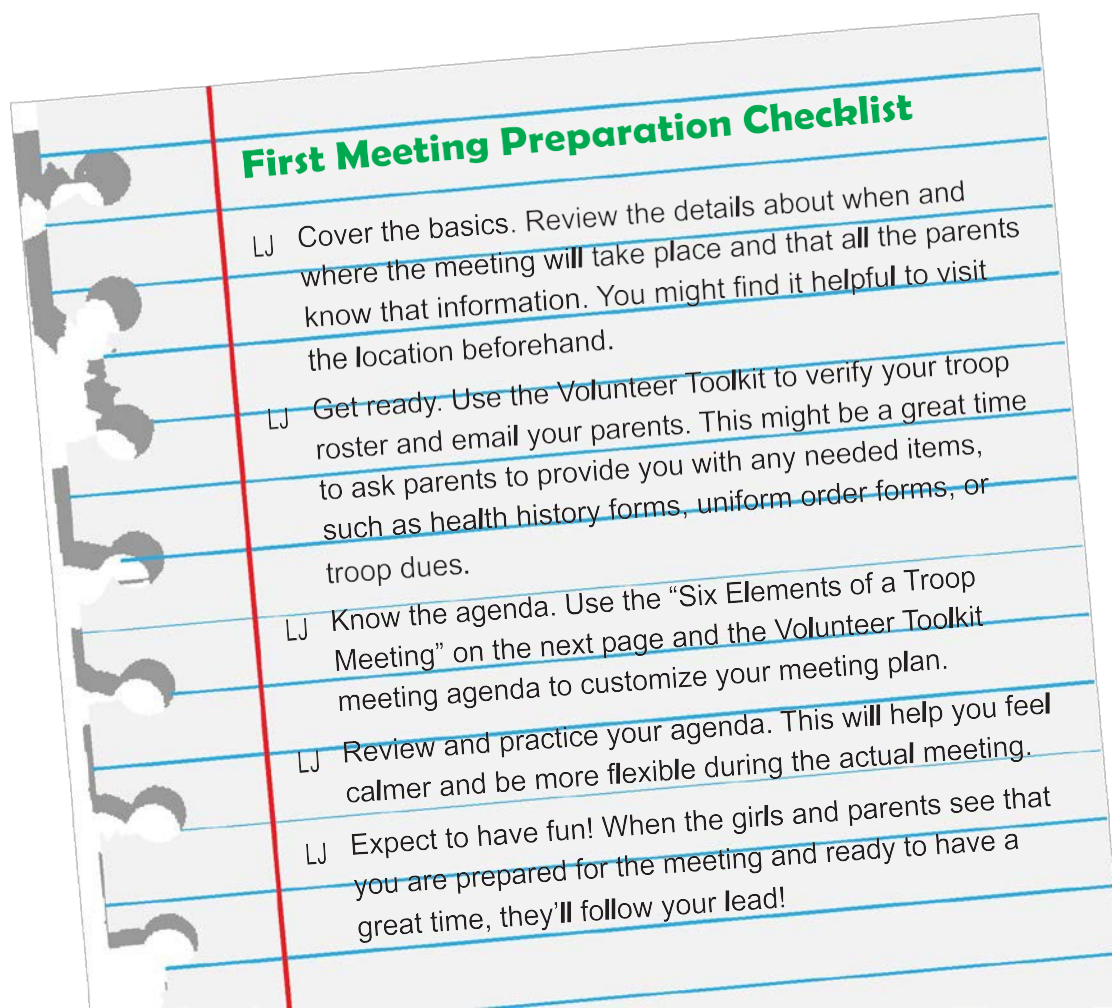 First Meeting Preparation Checklist
LJ Cover the basics. Review the details about when and
where the meeting will take place and that all the parents
know that information. You might find it helpful to visit
the location beforehand.
LJ Get ready. Use the Volunteer Toolkit to verify your troop
roster and email your parents. This might be a great time
to ask parents to provide you with any needed items,
such as health history forms, uniform order forms, or
troop dues.
LJ Know the agenda. Use the “Six Elements of a Troop
Meeting” on the next page and the Volunteer Toolkit
meeting agenda to customize your meeting plan.
LJ Review and practice your agenda. This will help you feel
calmer and be more flexible during the actual meeting.
LJ Expect to have fun! When the girls and parents see that
you are prepared for the meeting and ready to have a
great time, they’ll follow your lead!